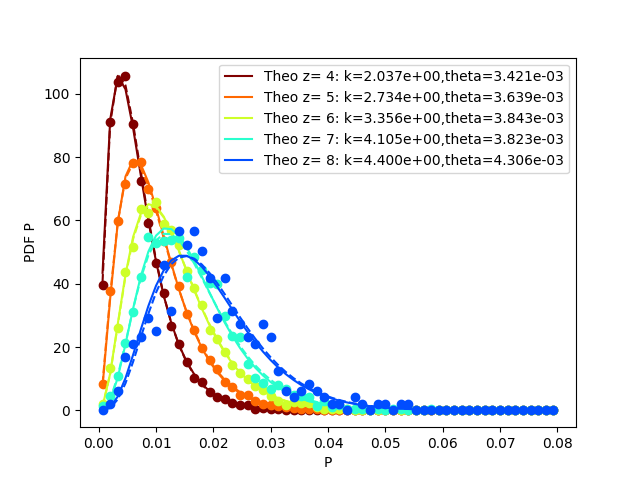 Theo z= 4: k=2.037e+00,theta=3.421e-03
Theo z= 5: k=2.734e+00,theta=3.639e-03
Theo z= 6: k=3.356e+00,theta=3.843e-03
Theo z= 7: k=4.105e+00,theta=3.823e-03
Theo z= 8: k=4.400e+00,theta=4.306e-03
100
80
60
40
20
0
PDF P
0.00 0.01 0.02 0.03 0.04 0.05 0.06 0.07 0.08
P